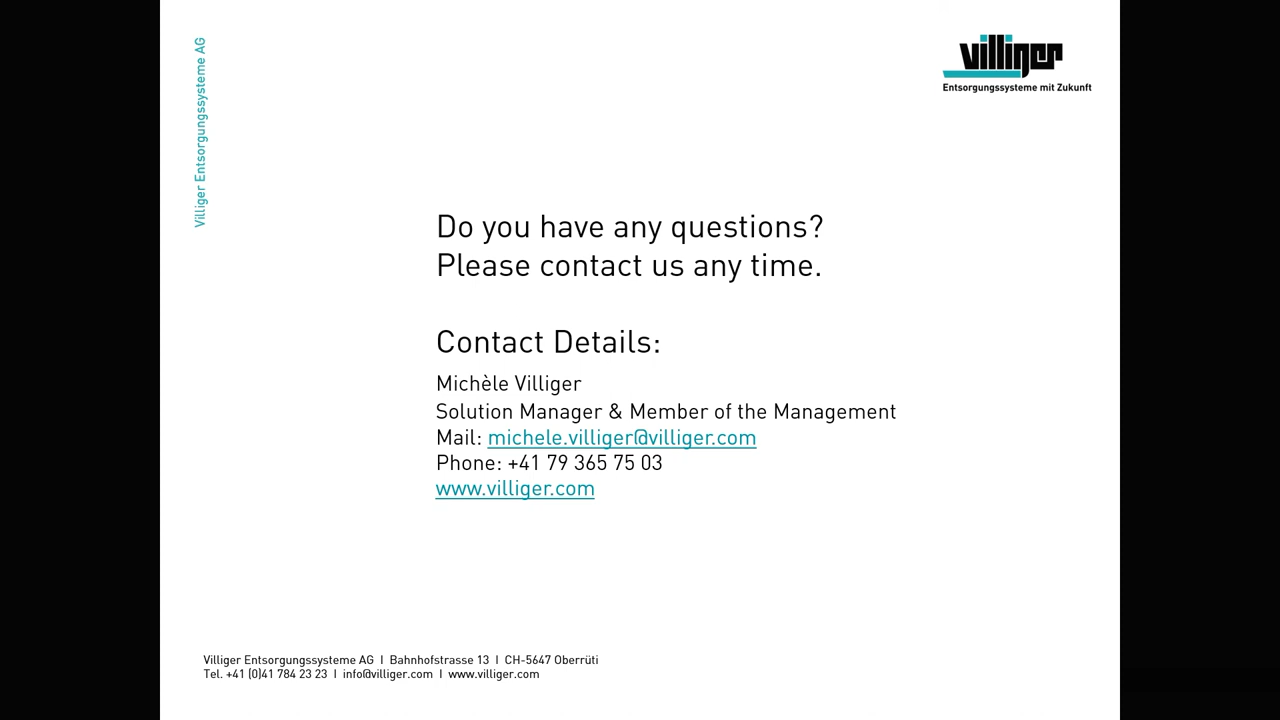 Villiger Entsorgungssysteme AG
villiger
Entsorgungssysteme mit Zukunft
Do you have any questions?
Please contact us any time.
Contact Details:
Michèle Villiger
Solution Manager & Member of the Management
Mail: michele.villiger@villiger.com
Phone: +41 79 365 75 03
www.villiger.com
Villiger Entsorgungssysteme AG I Bahnhofstrasse 13 I CH-5647 Oberrüti
Tel. +41 (0)41 784 23 23 I info@villiger.com I www.villiger.com